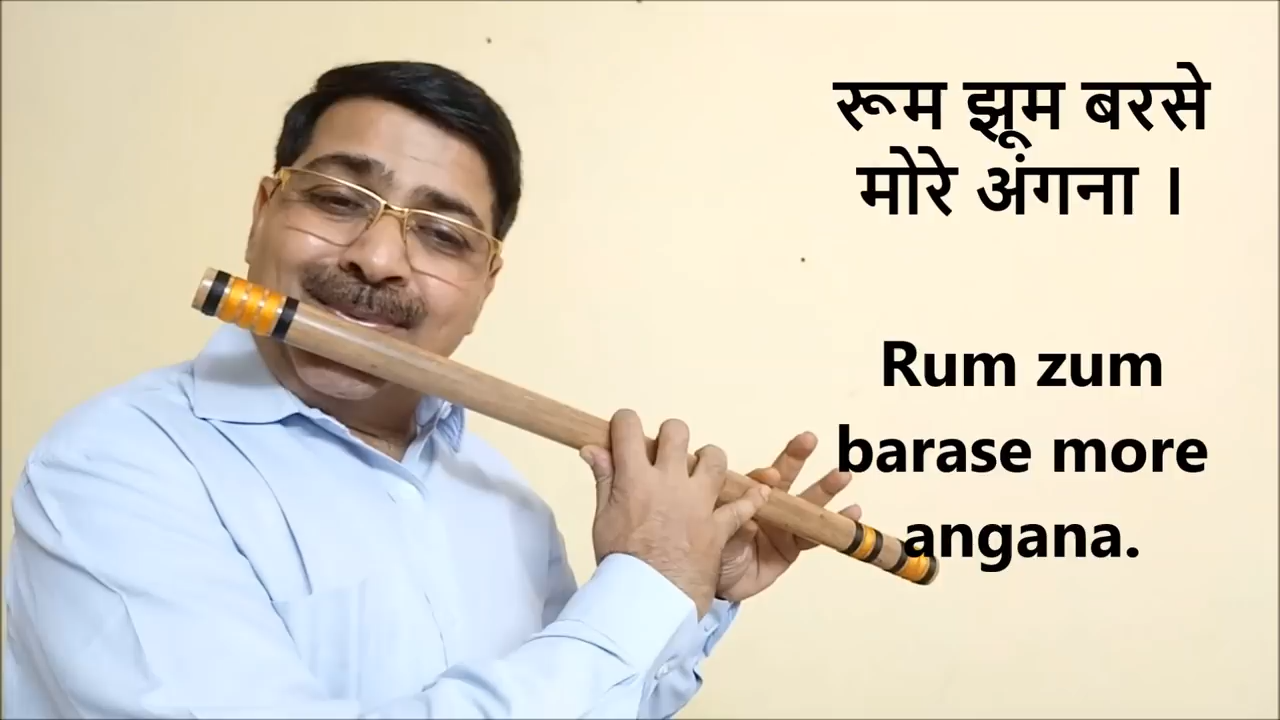 रूम झूम बरसे
मोरे अंगना ।
Rum zum
barase more
angana.